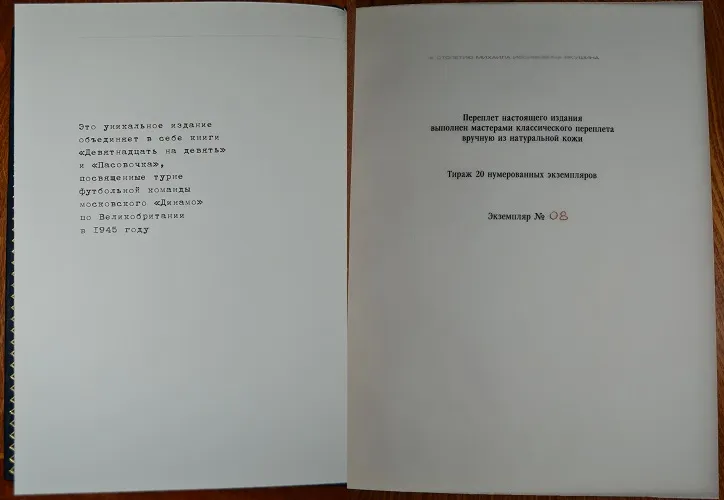 Это уникальное издание
объединяет в себе книги
«Девятнадцать на девять»
и «Пасовочка»,
посвященные турне
футбольной команды
московского «Динамо»
по Великобритании
в 1945 году
Переплет настоящего издания
выполнен мастерами классического переплета
вручную из натуральной кожи
Тираж 20 нумерованных экземпляров
Экземпляр № 08